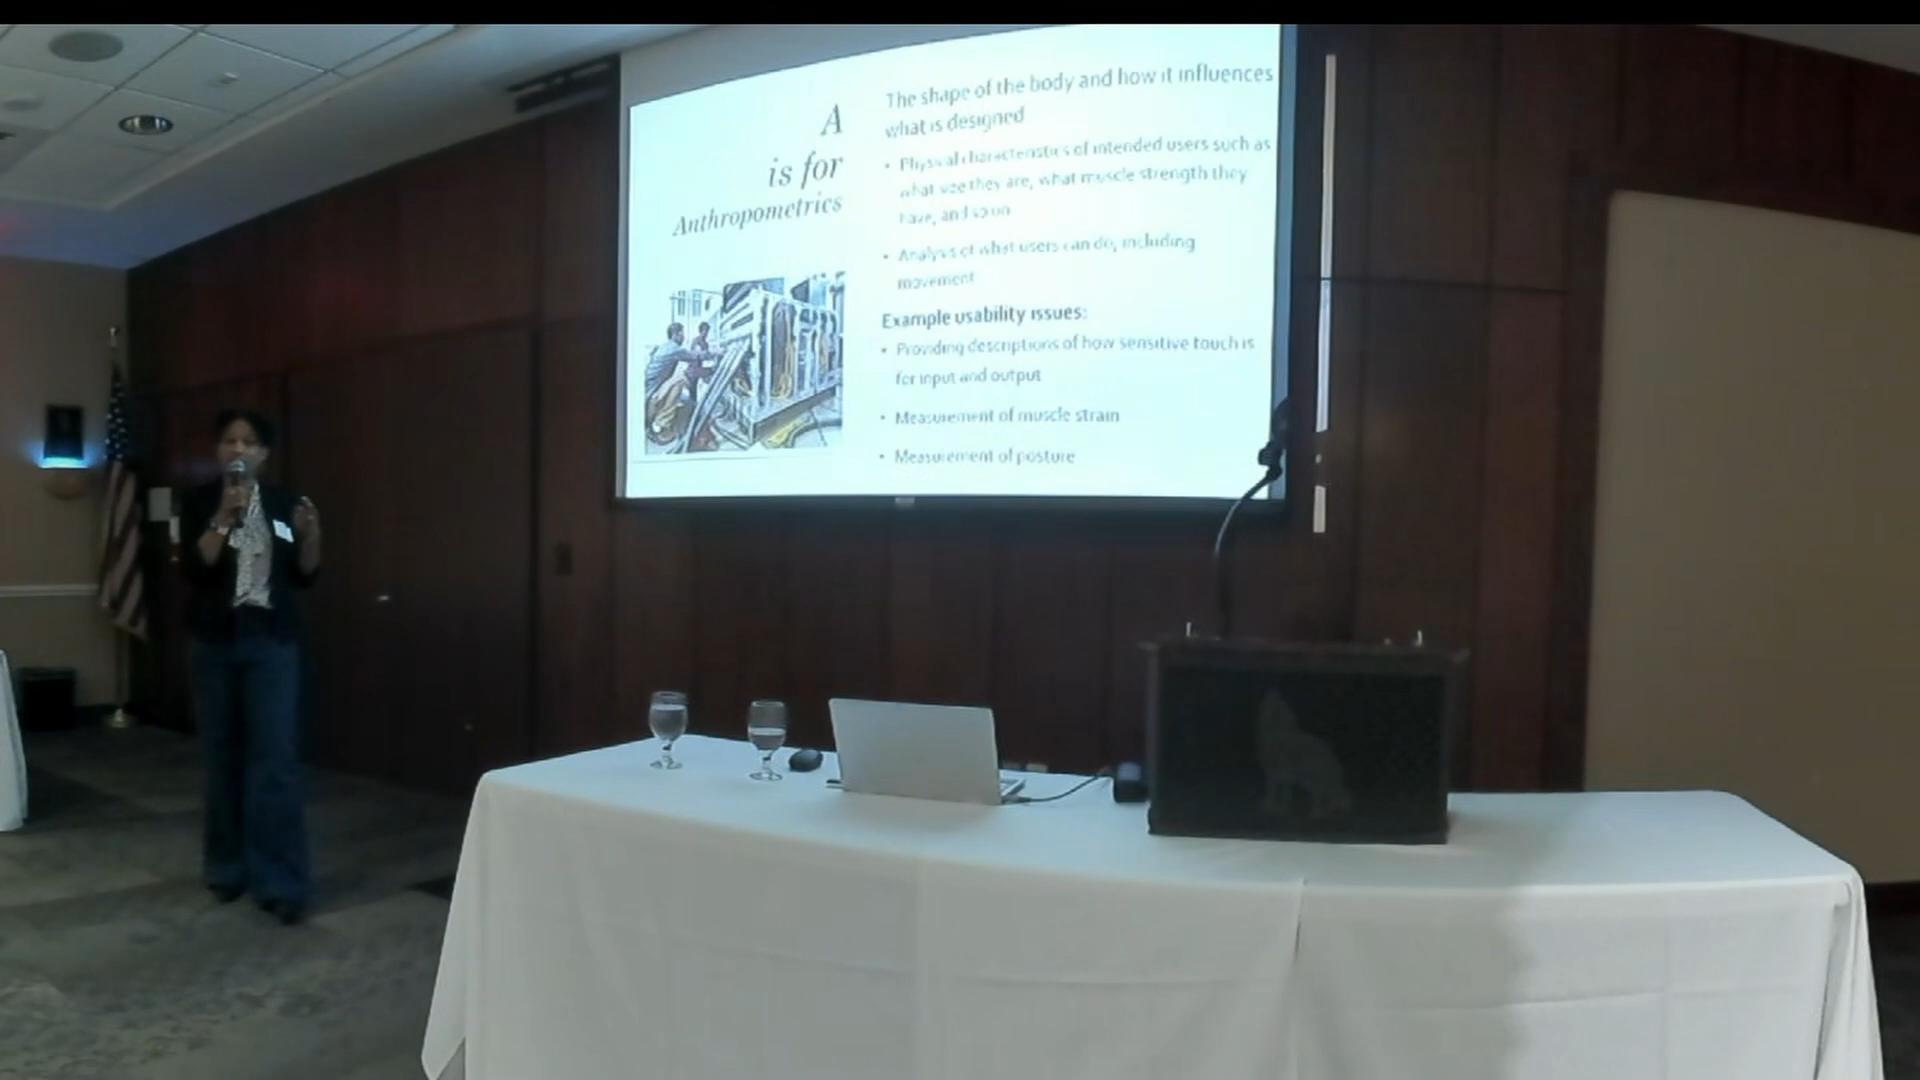 A
is for
Anthropometrics
The shape of the body and how it influences
what is designed
• Physical characteristics of intended users such as
what size they are, what muscle strength they
have, and so on
• Analysis of what users can do, including
movement
Example usability issues:
• Providing descriptions of how sensitive touch is
for input and output
• Measurement of muscle strain
• Measurement of posture